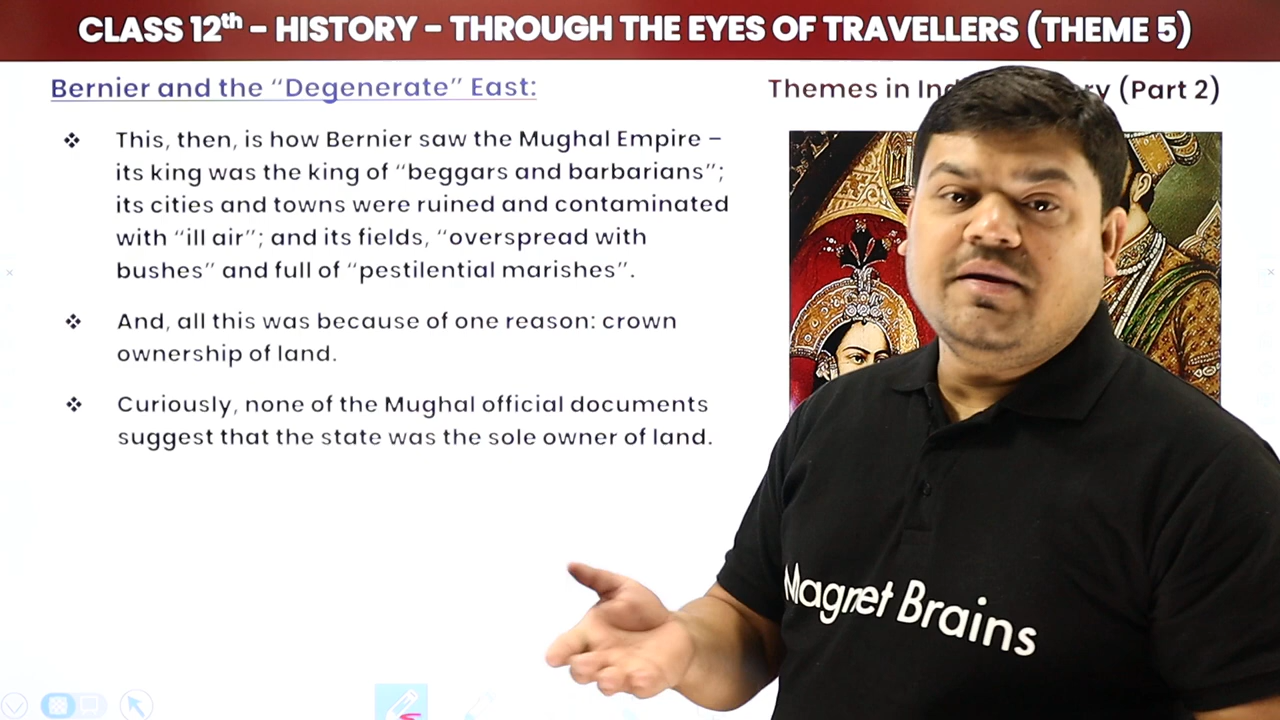 CLASS 12th – HISTORY – THROUGH THE EYES OF TRAVELLERS (THEME 5)
Bernier and the “Degenerate” East:
Themes in In ry (Part 2)
❖ This, then, is how Bernier saw the Mughal Empire –
its king was the king of “beggars and barbarians”;
its cities and towns were ruined and contaminated
with “ill air”; and its fields, “overspread with
bushes” and full of “pestilential marishes”.
❖ And, all this was because of one reason: crown
ownership of land.
❖ Curiously, none of the Mughal official documents
suggest that the state was the sole owner of land.
Magnet Brains